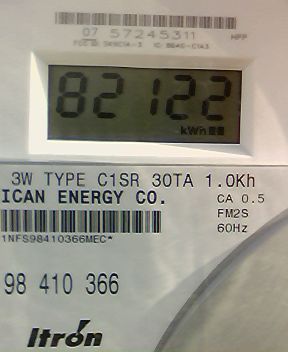 07 57245311
82122
kWh
3W TYPE C1SR 30TA 1.0Kh
ICAN ENERGY CO.
CA 0.5
FM2S
60Hz
1NFS98410366MEC*
98 410 366
Itron